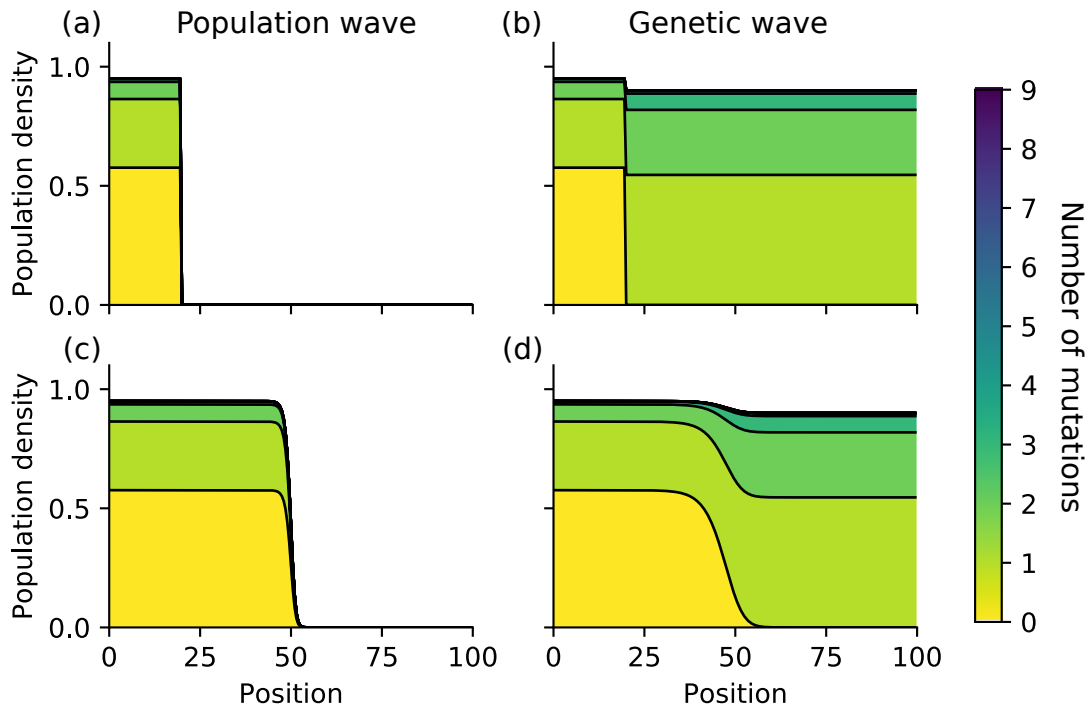 (a) Population wave
(b) Genetic wave
Population density
1.0
0.5
0.0
(c)
(d)
Population density
1.0
0.5
0.0
0 25 50 75 100
0 25 50 75 100
Position
Position
9
8
7
6
5
4
3
2
1
0
Number of mutations